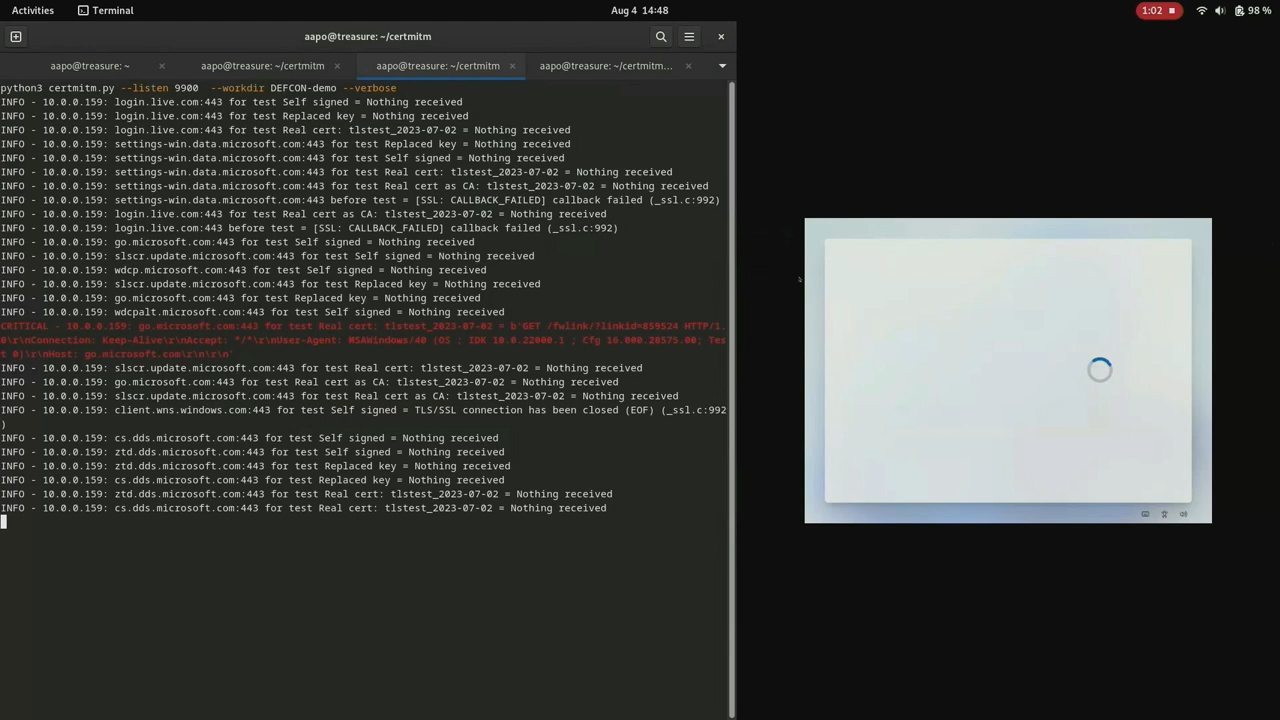 Activities
Terminal
Aug 4 14:48
1:02
98 %
aapo@treasure: ~/certmitm
aapo@treasure: ~
aapo@treasure: ~/certmitm
aapo@treasure: ~/certmitm
aapo@treasure: ~/certmitm...
python3 certmitm.py --listen 9900  --workdir DEFCON-demo --verbose
INFO - 10.0.0.159: login.live.com:443 for test Self signed = Nothing received
INFO - 10.0.0.159: login.live.com:443 for test Replaced key = Nothing received
INFO - 10.0.0.159: login.live.com:443 for test Real cert: tlstest_2023-07-02 = Nothing received
INFO - 10.0.0.159: settings-win.data.microsoft.com:443 for test Replaced key = Nothing received
INFO - 10.0.0.159: settings-win.data.microsoft.com:443 for test Self signed = Nothing received
INFO - 10.0.0.159: settings-win.data.microsoft.com:443 for test Real cert: tlstest_2023-07-02 = Nothing received
INFO - 10.0.0.159: settings-win.data.microsoft.com:443 for test Real cert as CA: tlstest_2023-07-02 = Nothing received
INFO - 10.0.0.159: settings-win.data.microsoft.com:443 before test = [SSL: CALLBACK_FAILED] callback failed (_ssl.c:992)
INFO - 10.0.0.159: login.live.com:443 for test Real cert as CA: tlstest_2023-07-02 = Nothing received
INFO - 10.0.0.159: login.live.com:443 before test = [SSL: CALLBACK_FAILED] callback failed (_ssl.c:992)
INFO - 10.0.0.159: go.microsoft.com:443 for test Self signed = Nothing received
INFO - 10.0.0.159: slscr.update.microsoft.com:443 for test Self signed = Nothing received
INFO - 10.0.0.159: wdcp.microsoft.com:443 for test Self signed = Nothing received
INFO - 10.0.0.159: slscr.update.microsoft.com:443 for test Replaced key = Nothing received
INFO - 10.0.0.159: go.microsoft.com:443 for test Replaced key = Nothing received
INFO - 10.0.0.159: wdcpalt.microsoft.com:443 for test Self signed = Nothing received
CRITICAL - 10.0.0.159: go.microsoft.com:443 for test Real cert: tlstest_2023-07-02 = b'GET /fwlink/?linkid=859524 HTTP/1.
0\r\nConnection: Keep-Alive\r\nAccept: */*\r\nUser-Agent: MSAWindows/40 (OS ; IDK 10.0.22000.1 ; Cfg 16.000.28575.00; Tes
t 0)\r\nHost: go.microsoft.com\r\n\r\n'
INFO - 10.0.0.159: slscr.update.microsoft.com:443 for test Real cert: tlstest_2023-07-02 = Nothing received
INFO - 10.0.0.159: go.microsoft.com:443 for test Real cert as CA: tlstest_2023-07-02 = Nothing received
INFO - 10.0.0.159: slscr.update.microsoft.com:443 for test Real cert as CA: tlstest_2023-07-02 = Nothing received
INFO - 10.0.0.159: client.wns.windows.com:443 for test Self signed = TLS/SSL connection has been closed (EOF) (_ssl.c:992
)
INFO - 10.0.0.159: cs.dds.microsoft.com:443 for test Self signed = Nothing received
INFO - 10.0.0.159: ztd.dds.microsoft.com:443 for test Self signed = Nothing received
INFO - 10.0.0.159: ztd.dds.microsoft.com:443 for test Replaced key = Nothing received
INFO - 10.0.0.159: cs.dds.microsoft.com:443 for test Replaced key = Nothing received
INFO - 10.0.0.159: ztd.dds.microsoft.com:443 for test Real cert: tlstest_2023-07-02 = Nothing received
INFO - 10.0.0.159: cs.dds.microsoft.com:443 for test Real cert: tlstest_2023-07-02 = Nothing received